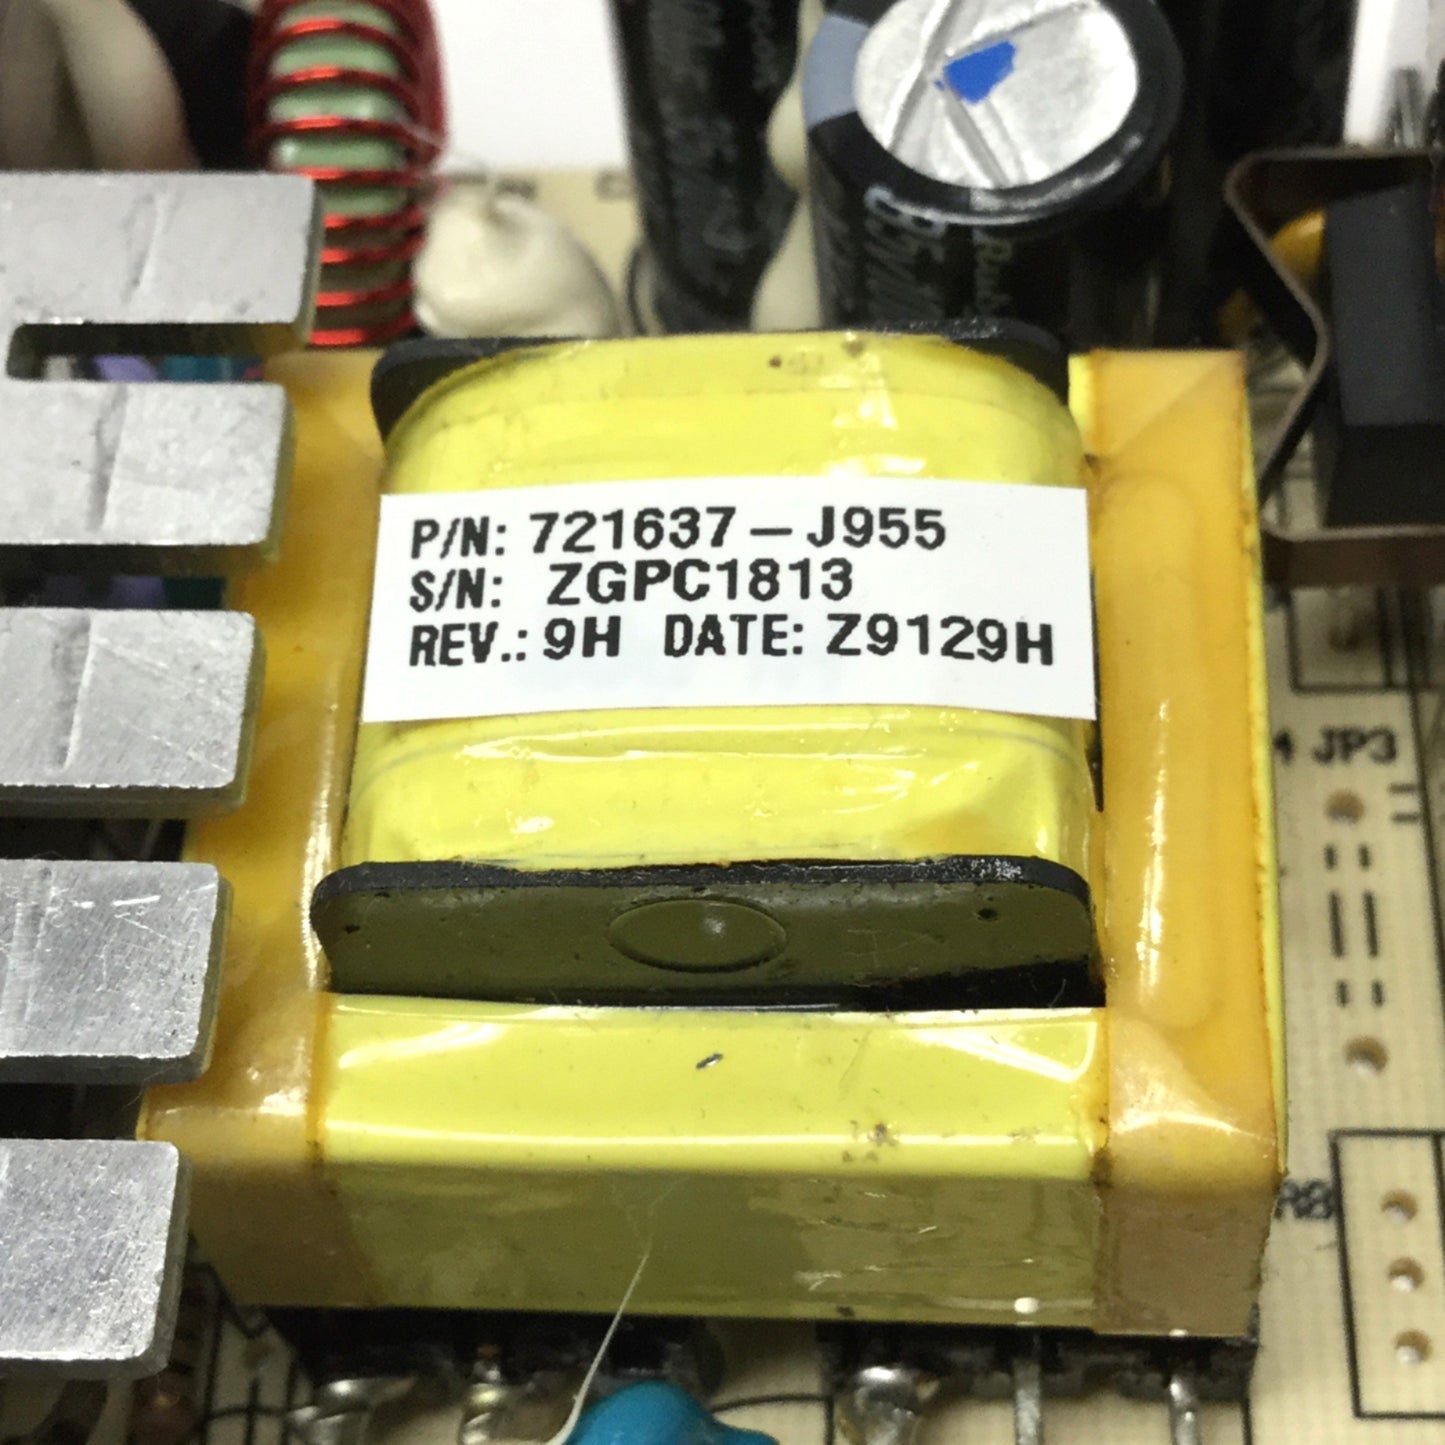 P/N: 721637-J955
S/N: ZGPC1813
REV.: 9H DATE: Z9129H
JP3